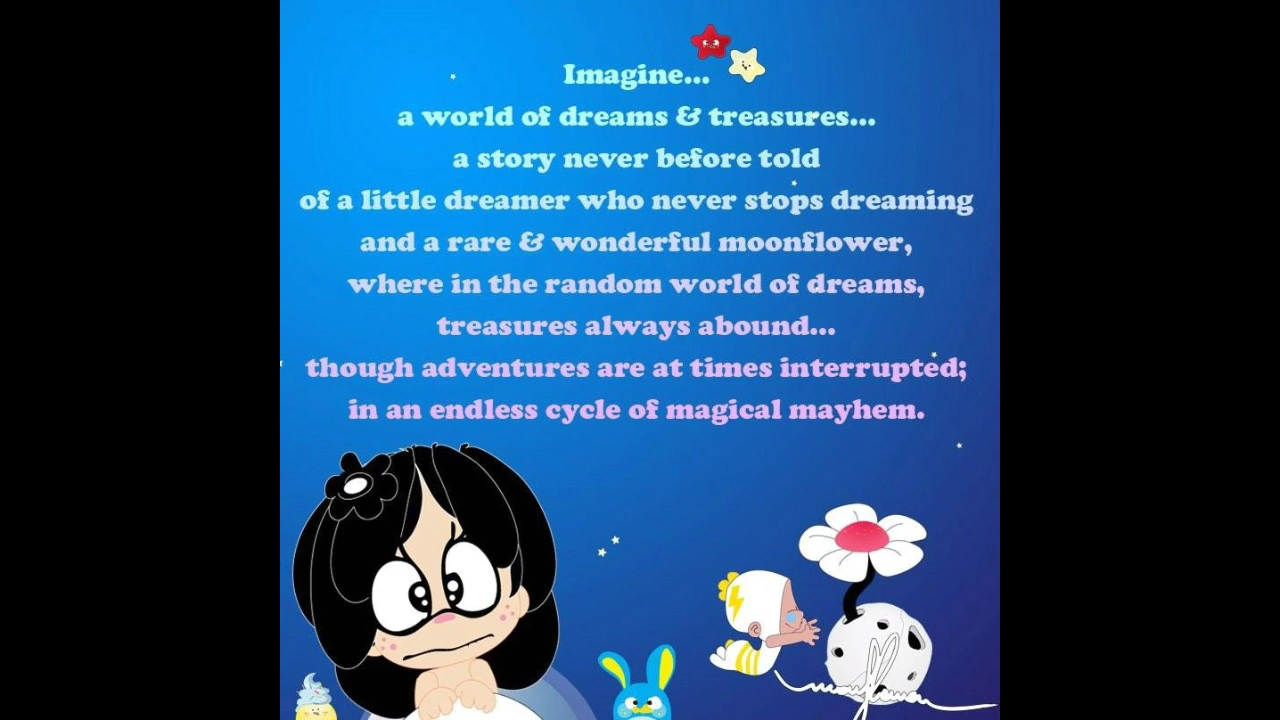 Imagine...
a world of dreams & treasures...
a story never before told
of a little dreamer who never stops dreaming
and a rare & wonderful moonflower,
where in the random world of dreams,
treasures always abound...
though adventures are at times interrupted;
in an endless cycle of magical mayhem.